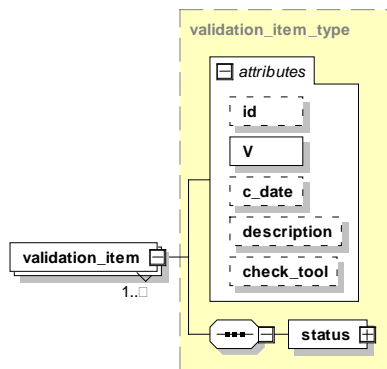 validation_item_type
attributes
id
V
c_date
description
check_tool
validation_item
1..
status